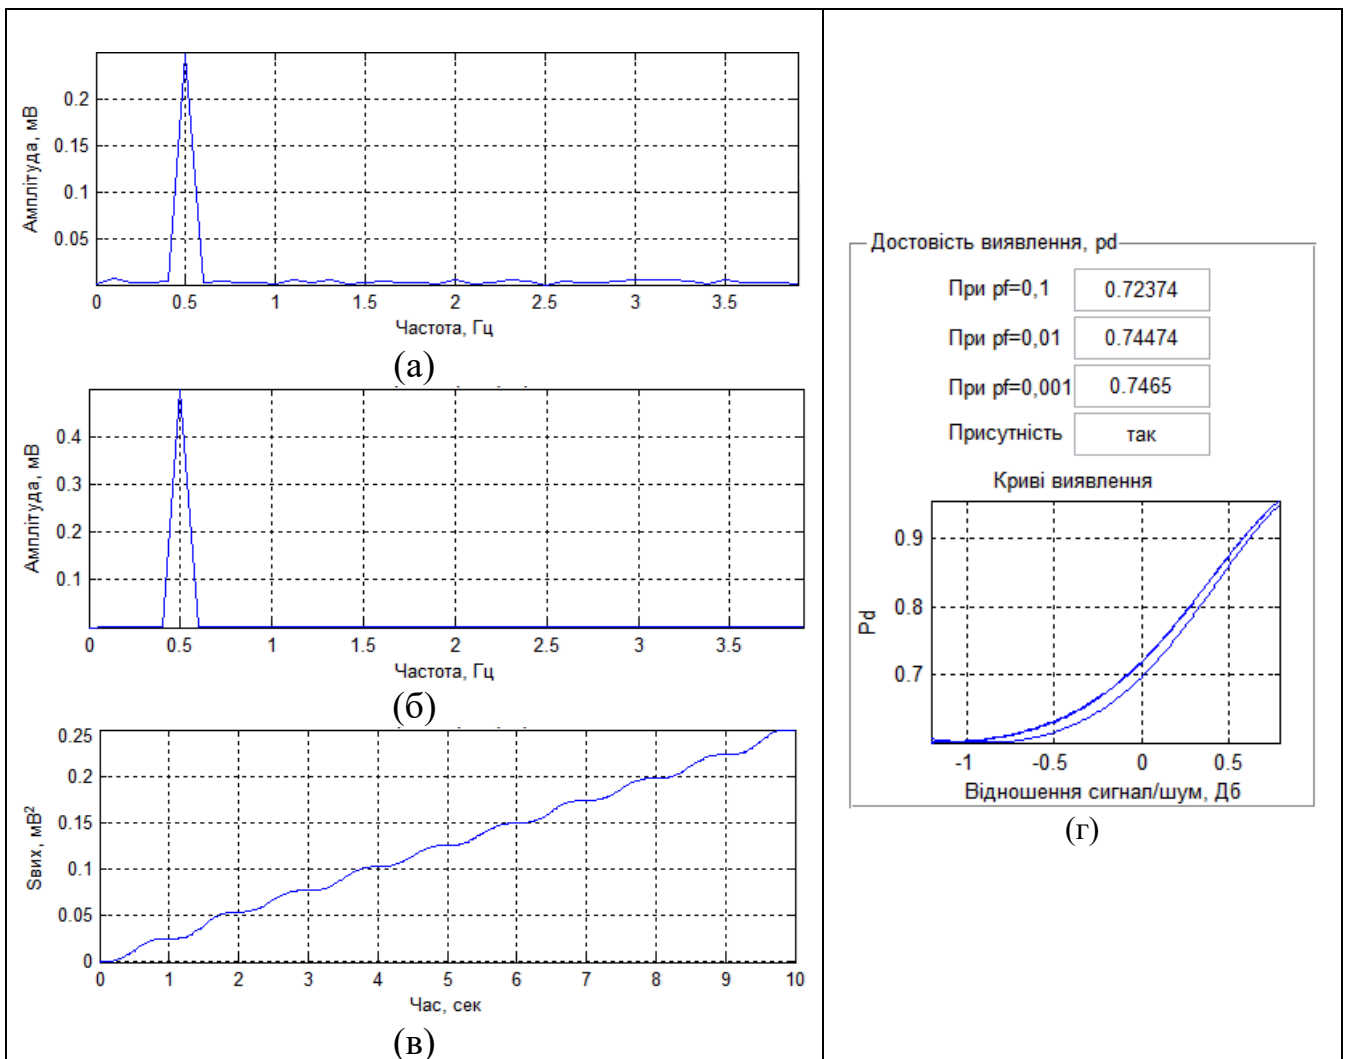 0.2
0.15
0.1
0.05
Амплітуда, мВ
0 0.5 1 1.5 2 2.5 3 3.5
Частота, Гц
(а)
0.4
0.3
0.2
0.1
Амплітуда, мВ
0 0.5 1 1.5 2 2.5 3 3.5
Частота, Гц
(б)
0.25
0.2
0.15
0.1
0.05
0
Sвих, мВ²
0 1 2 3 4 5 6 7 8 9 10
Час, сек
(в)
Достовість виявлення, pd
При pf=0,1 0.72374
При pf=0,01 0.74474
При pf=0,001 0.7465
Присутність так
Криві виявлення
0.9
0.8
0.7
Pd
-1 -0.5 0 0.5
Відношення сигнал/шум, Дб
(г)